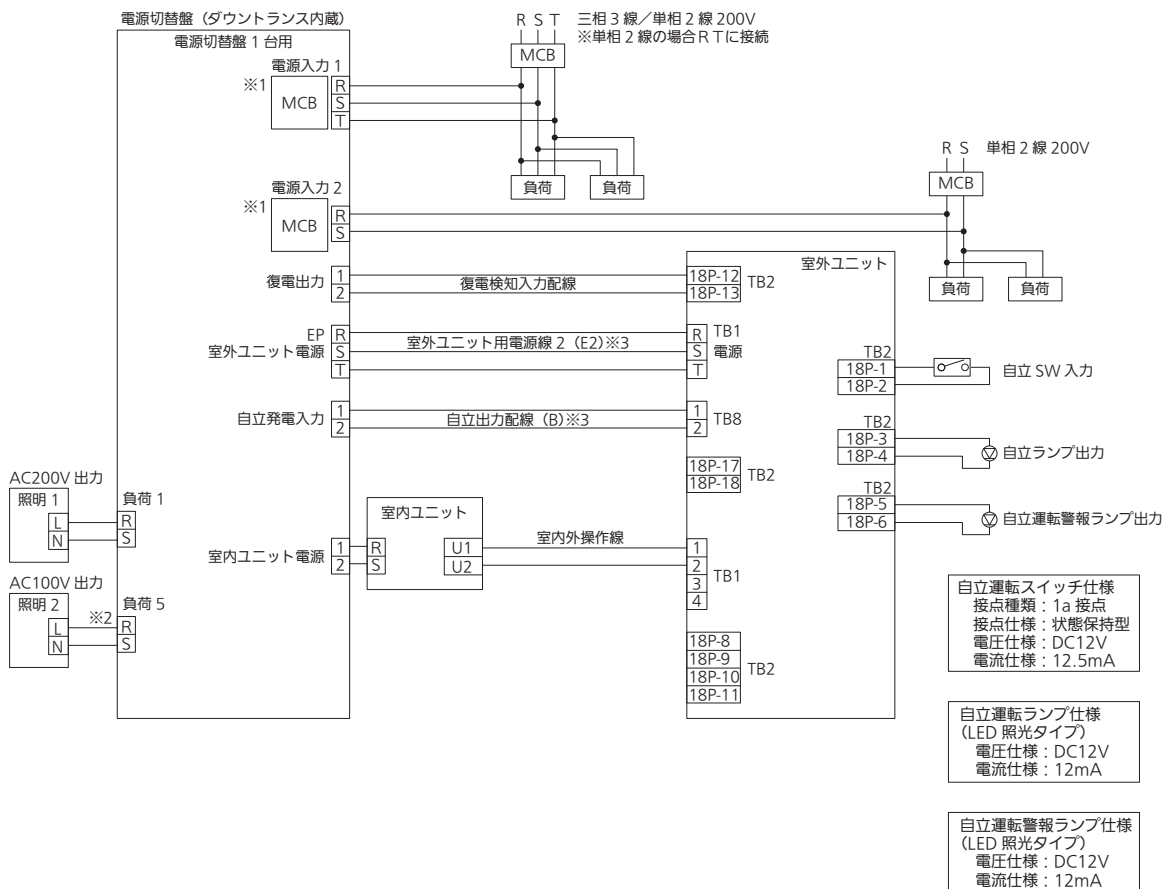 電源切替盤（ダウントランス内蔵）
電源切替盤 1 台用
R S T 三相 3 線／単相 2 線 200V
※単相 2 線の場合 R T に接続
MCB
電源入力 1
※1
MCB
R
S
T
負荷
負荷
R S 単相 2 線 200V
MCB
負荷
負荷
電源入力 2
※1
MCB
R
S
室外ユニット
復電出力
1
2
復電検知入力配線
18P-12
18P-13
TB2
EP
室外ユニット電源
R
S
T
室外ユニット用電源線 2（E2）※3
R
S
T
TB1
電源
自立発電入力
1
2
自立出力配線（B）※3
1
2
TB8
18P-17
18P-18
TB2
TB2
18P-1
18P-2
自立 SW 入力
TB2
18P-3
18P-4
自立ランプ出力
TB2
18P-5
18P-6
自立運転警報ランプ出力
AC200V 出力
照明 1
L
N
負荷 1
R
S
室内ユニット電源
1
2
室内ユニット
R
S
U1
U2
室内外操作線
1
2
3
4
TB1
AC100V 出力
照明 2
L
N
※2
負荷 5
R
S
18P-8
18P-9
18P-10
18P-11
TB2
自立運転スイッチ仕様
接点種類：1a 接点
接点仕様：状態保持型
電圧仕様：DC12V
電流仕様：12.5mA
自立運転ランプ仕様
（LED 照光タイプ）
電圧仕様：DC12V
電流仕様：12mA
自立運転警報ランプ仕様
（LED 照光タイプ）
電圧仕様：DC12V
電流仕様：12mA